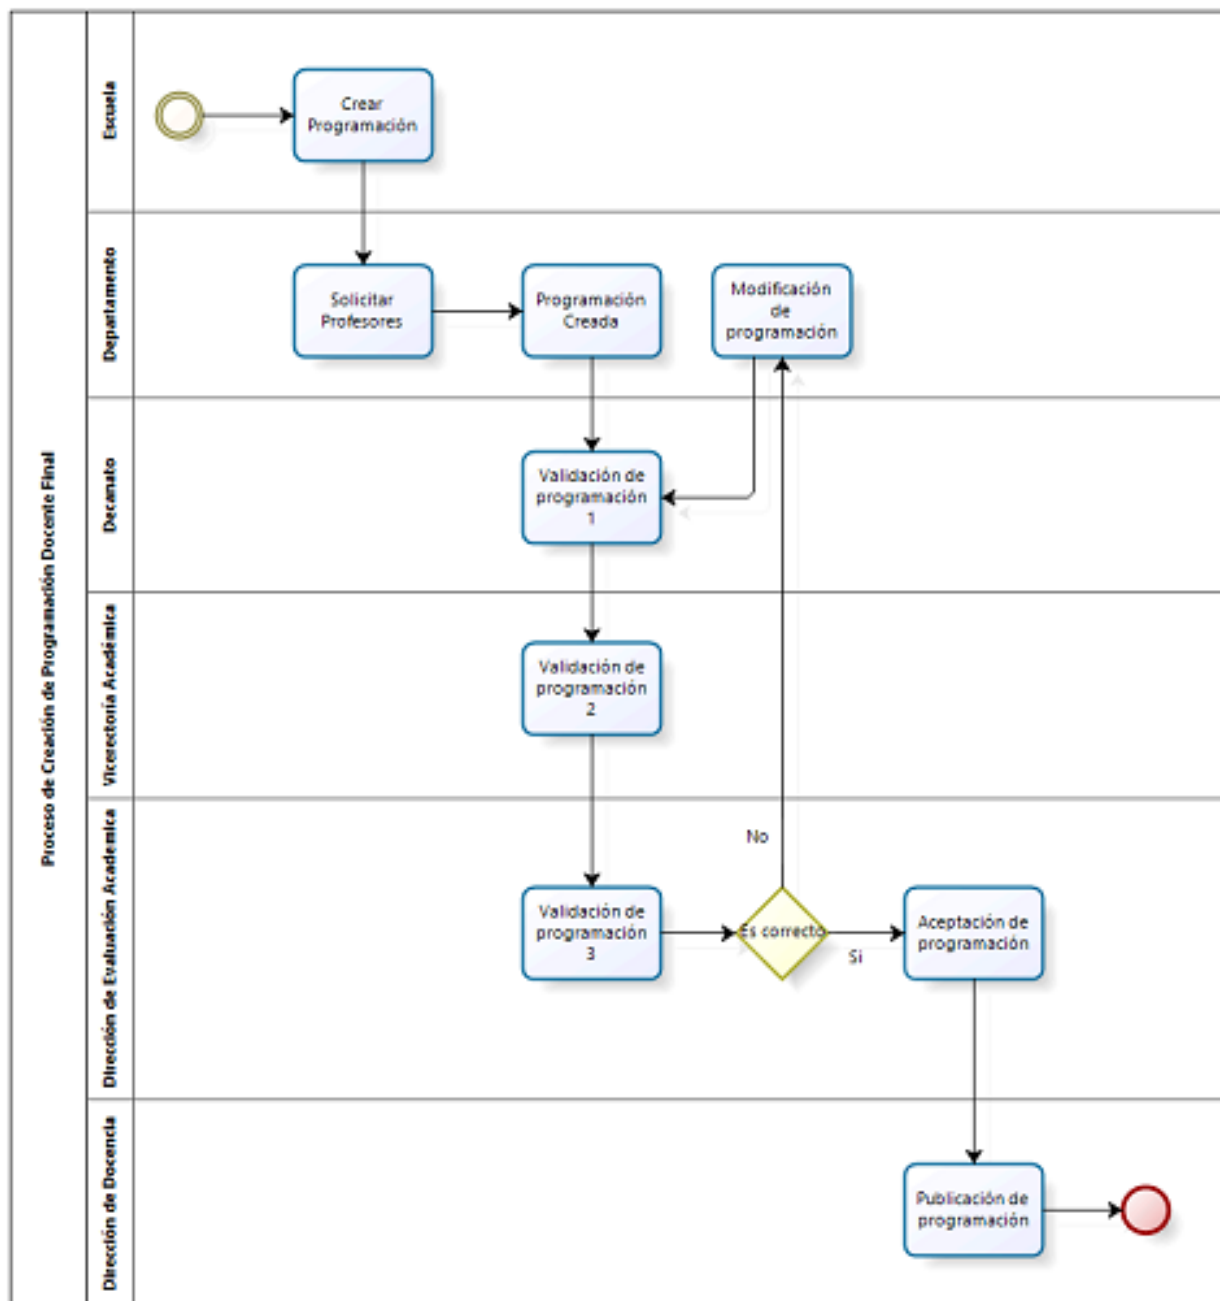 Proceso de Creación de Programación Docente Final
Escuela
Crear
Programación
Departamento
Solicitar
Profesores
Programación
Creada
Modificación
de
programación
Decanato
Validación de
programación
1
Vicerectoría Académica
Validación de
programación
2
Dirección de Evaluación Academica
Validación de
programación
3
No
Es correcto
Si
Aceptación de
programación
Dirección de Docencia
Publicación de
programación